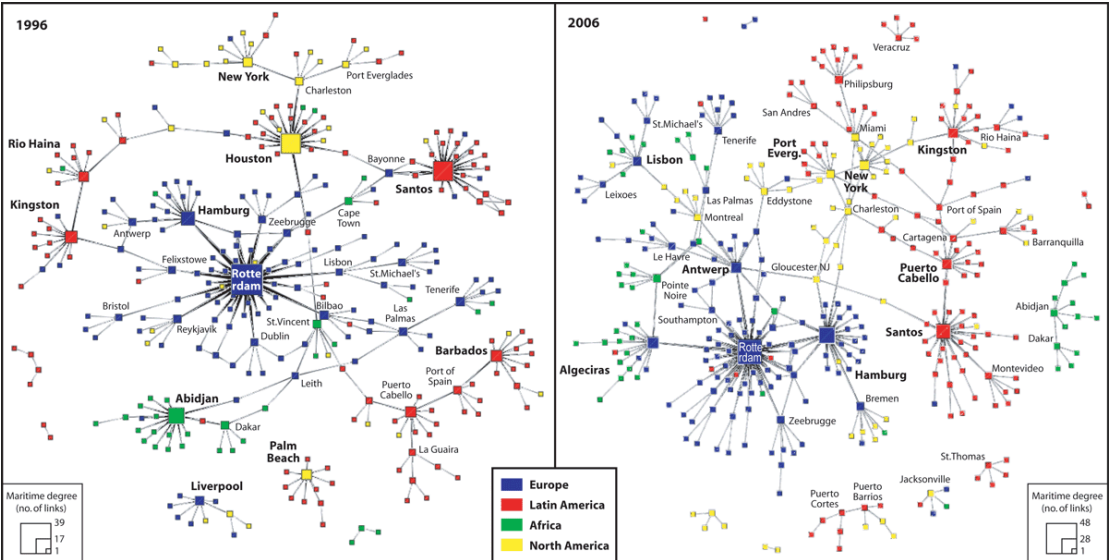 1996
New York
Port Everglades
Charleston
Rio Haina
Houston
Bayonne
Santos
Kingston
Hamburg
Zeebrugge
Cape
Town
Antwerp
Felixstowe
Rotte
rdam
Lisbon
St.Michael's
Tenerife
Bristol
Reykjavik
St.Vincent
Bilbao
Las
Palmas
Dublin
Barbados
Leith
Port of
Spain
Puerto
Cabello
Abidjan
Dakar
La Guaira
Palm
Beach
Liverpool
Maritime degree
(no. of links)
39
17
1
Europe
Latin America
Africa
North America
2006
Veracruz
Philipsburg
San Andres
St.Michael's
Tenerife
Miami
Port
Everg.
Kingston
Rio Haina
Lisbon
New
York
Leixoes
Las Palmas
Eddystone
Montreal
Charleston
Port of Spain
Cartagena
Barranquilla
Le Havre
Antwerp
Gloucester NJ
Puerto
Cabello
Pointe
Noire
Southampton
Abidjan
Santos
Dakar
Rotte
rdam
Algeciras
Hamburg
Montevideo
Bremen
Zeebrugge
St.Thomas
Jacksonville
Puerto
Cortes
Puerto
Barrios
Maritime degree
(no. of links)
48
28
1